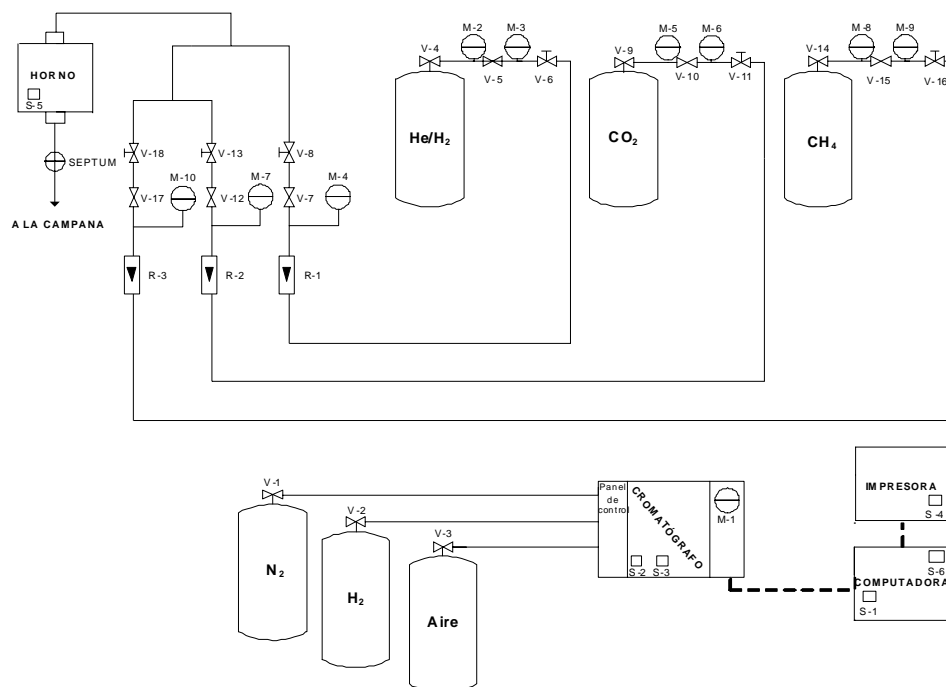 M-2
M-3
M-5
M-6
M-8
M-9
V-4
V-9
V-14
V-5
V-6
V-10
V-11
V-15
V-16
HORNO
S-5
He/H₂
CO₂
CH₄
SEPTUM
V-18
V-13
V-8
M-10
M-7
M-4
V-17
V-12
V-7
A LA CAMPANA
R-3
R-2
R-1
V-1
V-2
V-3
N₂
H₂
Aire
Panel
de
control
CROMATÓGRAFO
M-1
S-2
S-3
IMPRESORA
S-4
S-6
COMPUTADORA
S-1